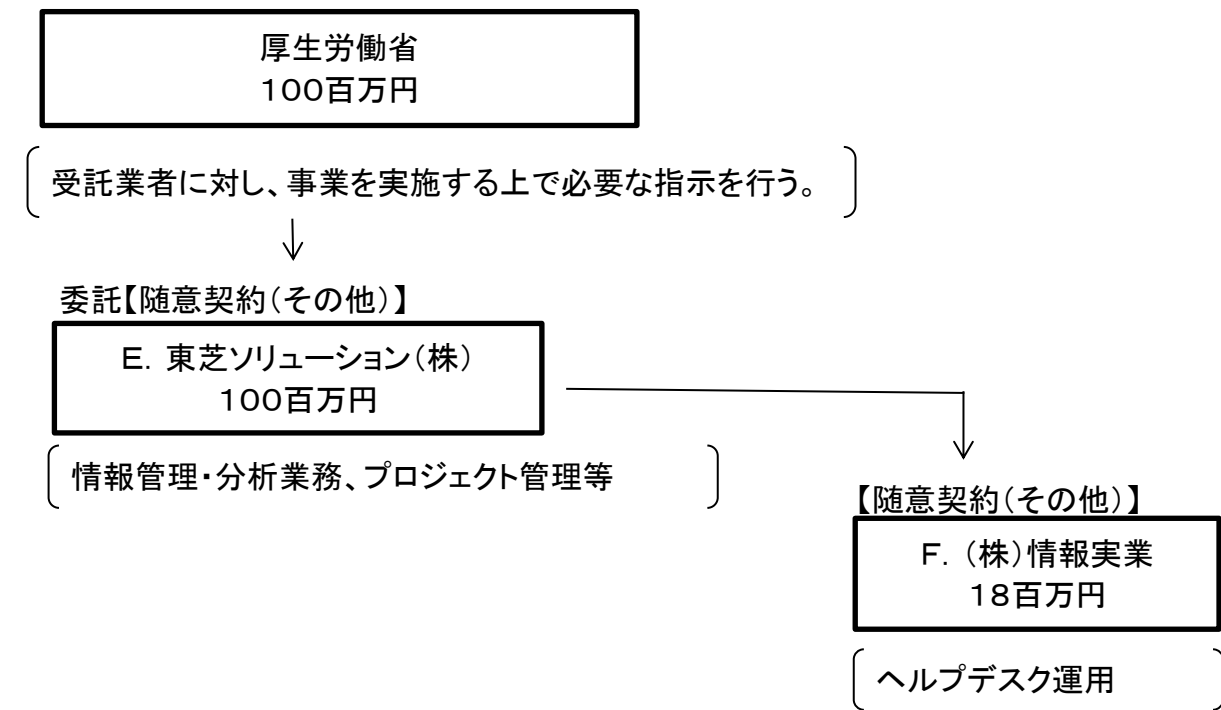 厚生労働省
100百万円
受託業者に対し、事業を実施する上で必要な指示を行う。
委託【随意契約(その他)】
E. 東芝ソリューション(株)
100百万円
情報管理・分析業務、プロジェクト管理等
【随意契約(その他)】
F. (株)情報実業
18百万円
ヘルプデスク運用